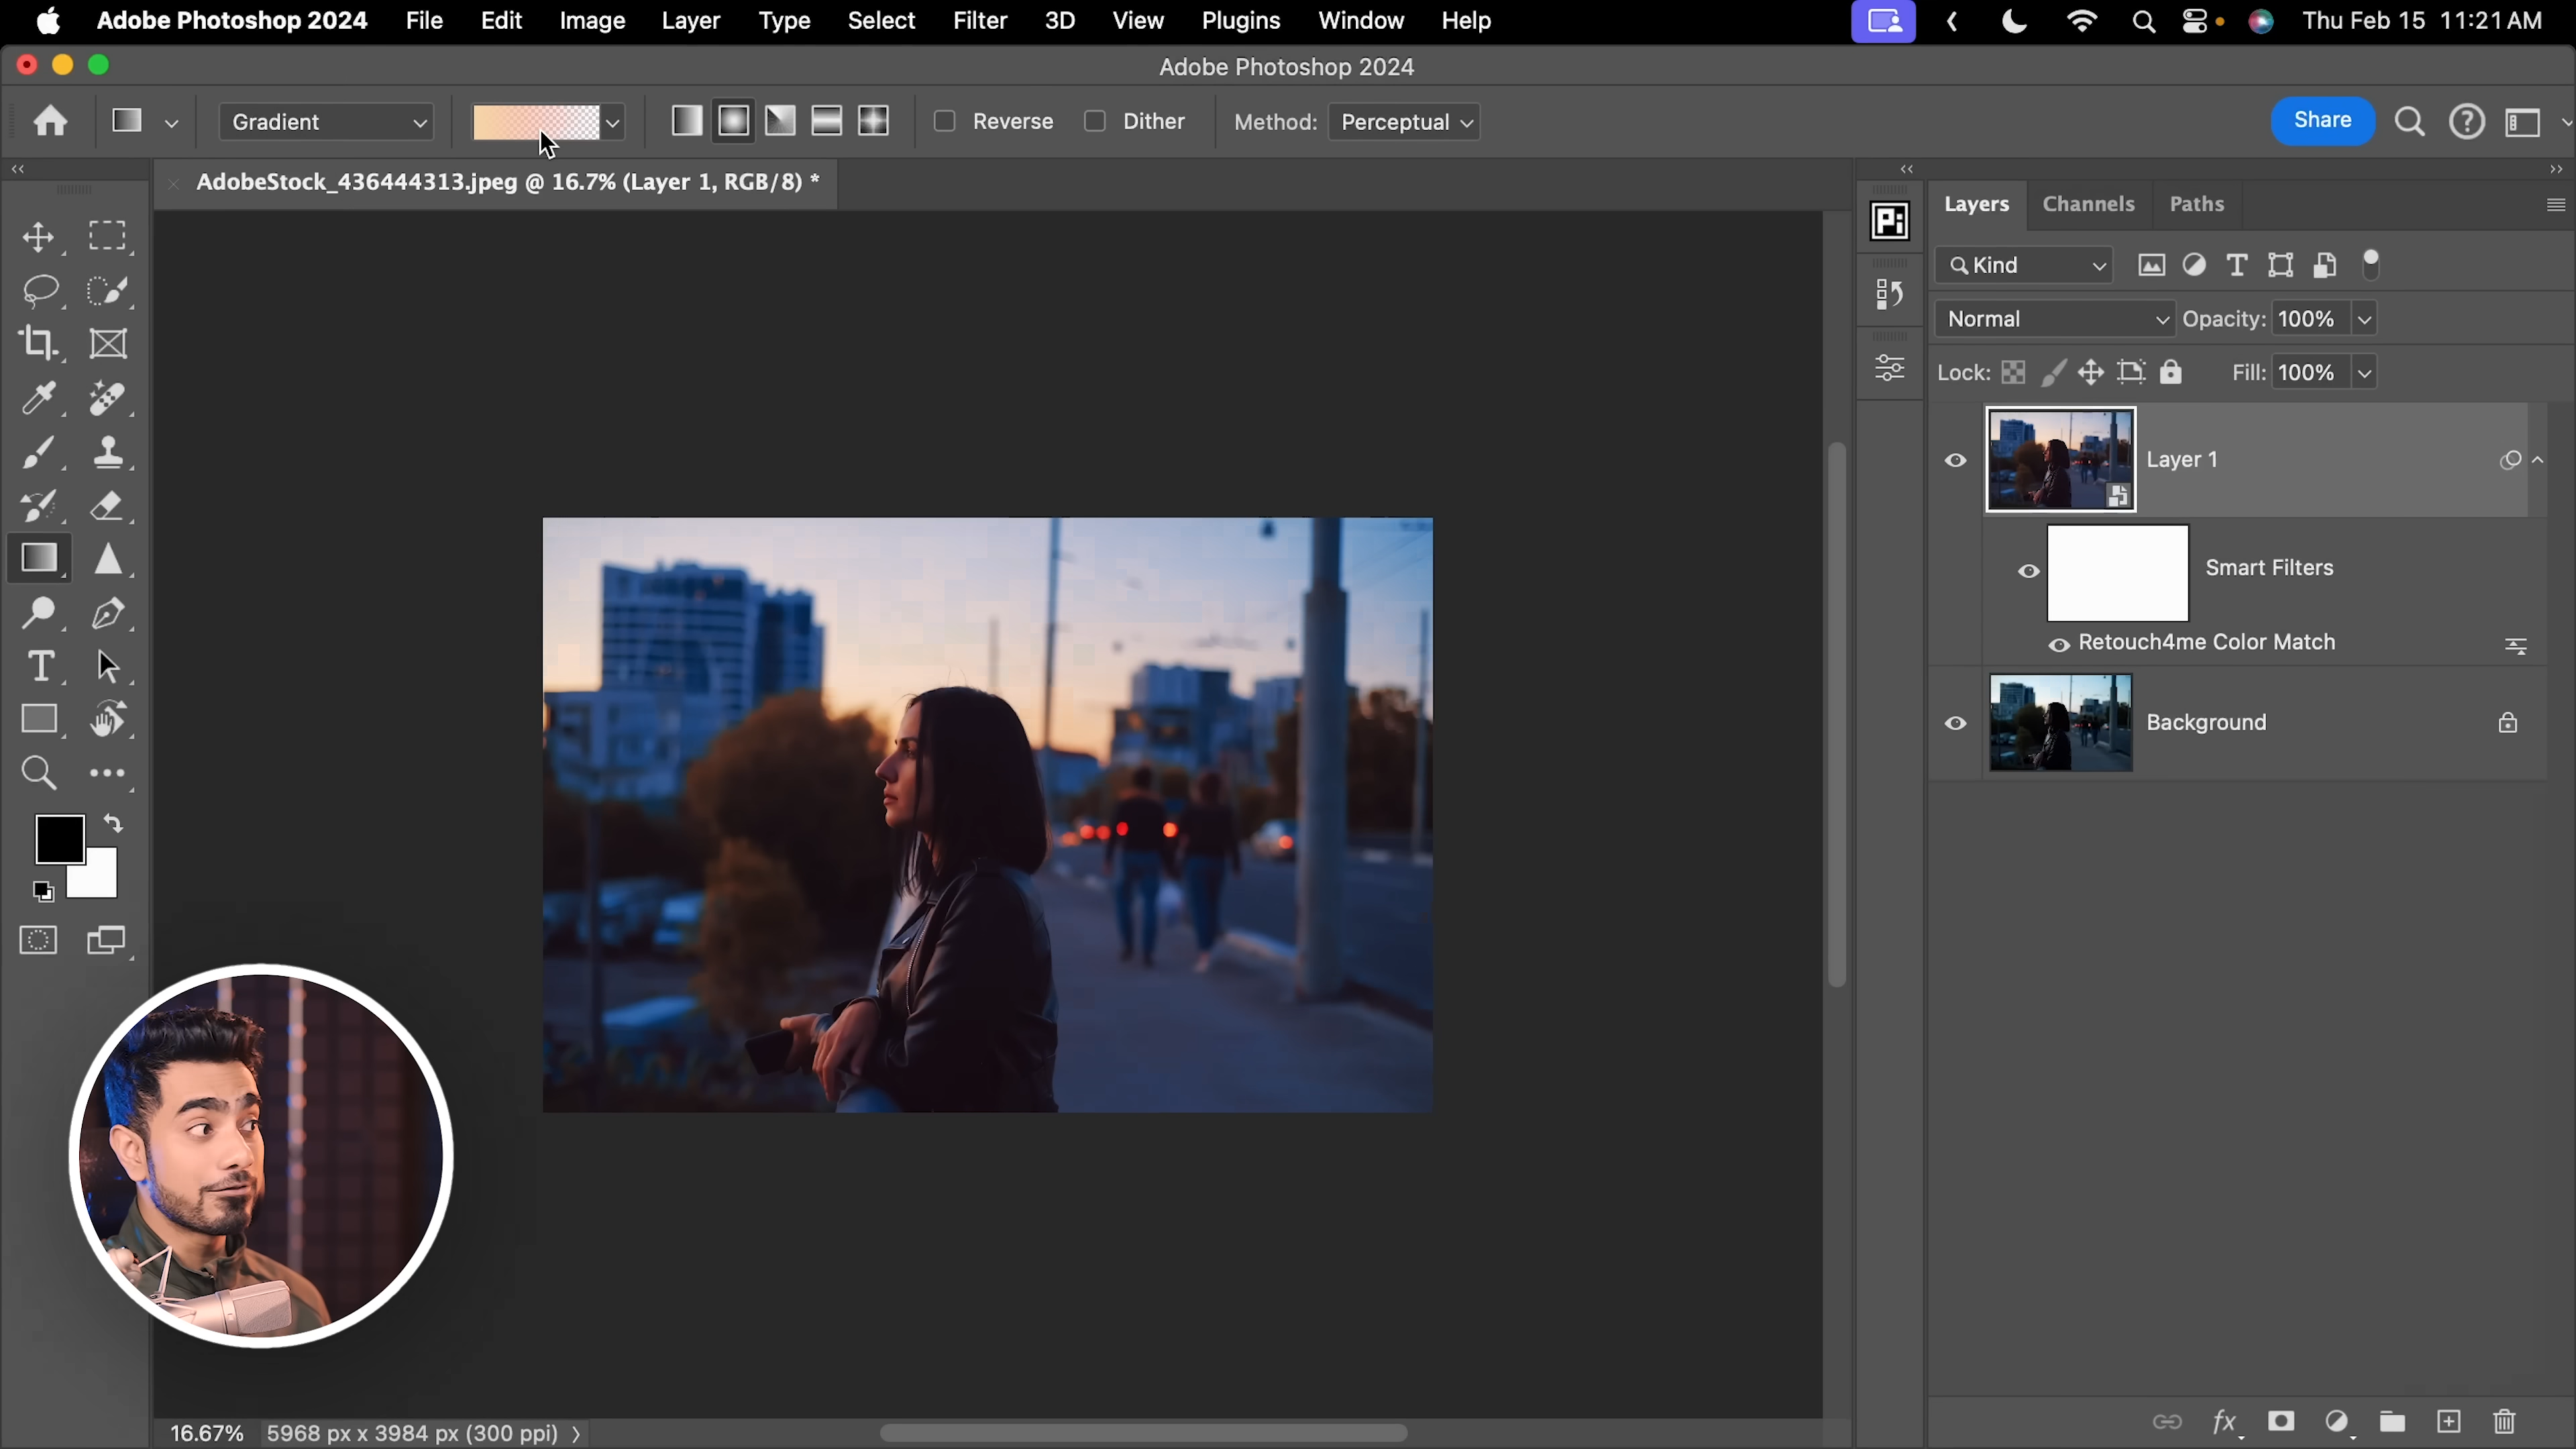 Adobe Photoshop 2024 File Edit Image Layer Type Select Filter 3D View Plugins Window Help Thu Feb 15 11:21 AM
Adobe Photoshop 2024
Gradient Reverse Dither Method: Perceptual Share
AdobeStock_436444313.jpeg @ 16.7% (Layer 1, RGB/8) *
Pi
Layers Channels Paths
Kind
Normal Opacity: 100%
Lock: Fill: 100%
Layer 1
Smart Filters
Retouch4me Color Match
Background
16.67% 5968 px x 3984 px (300 ppi)